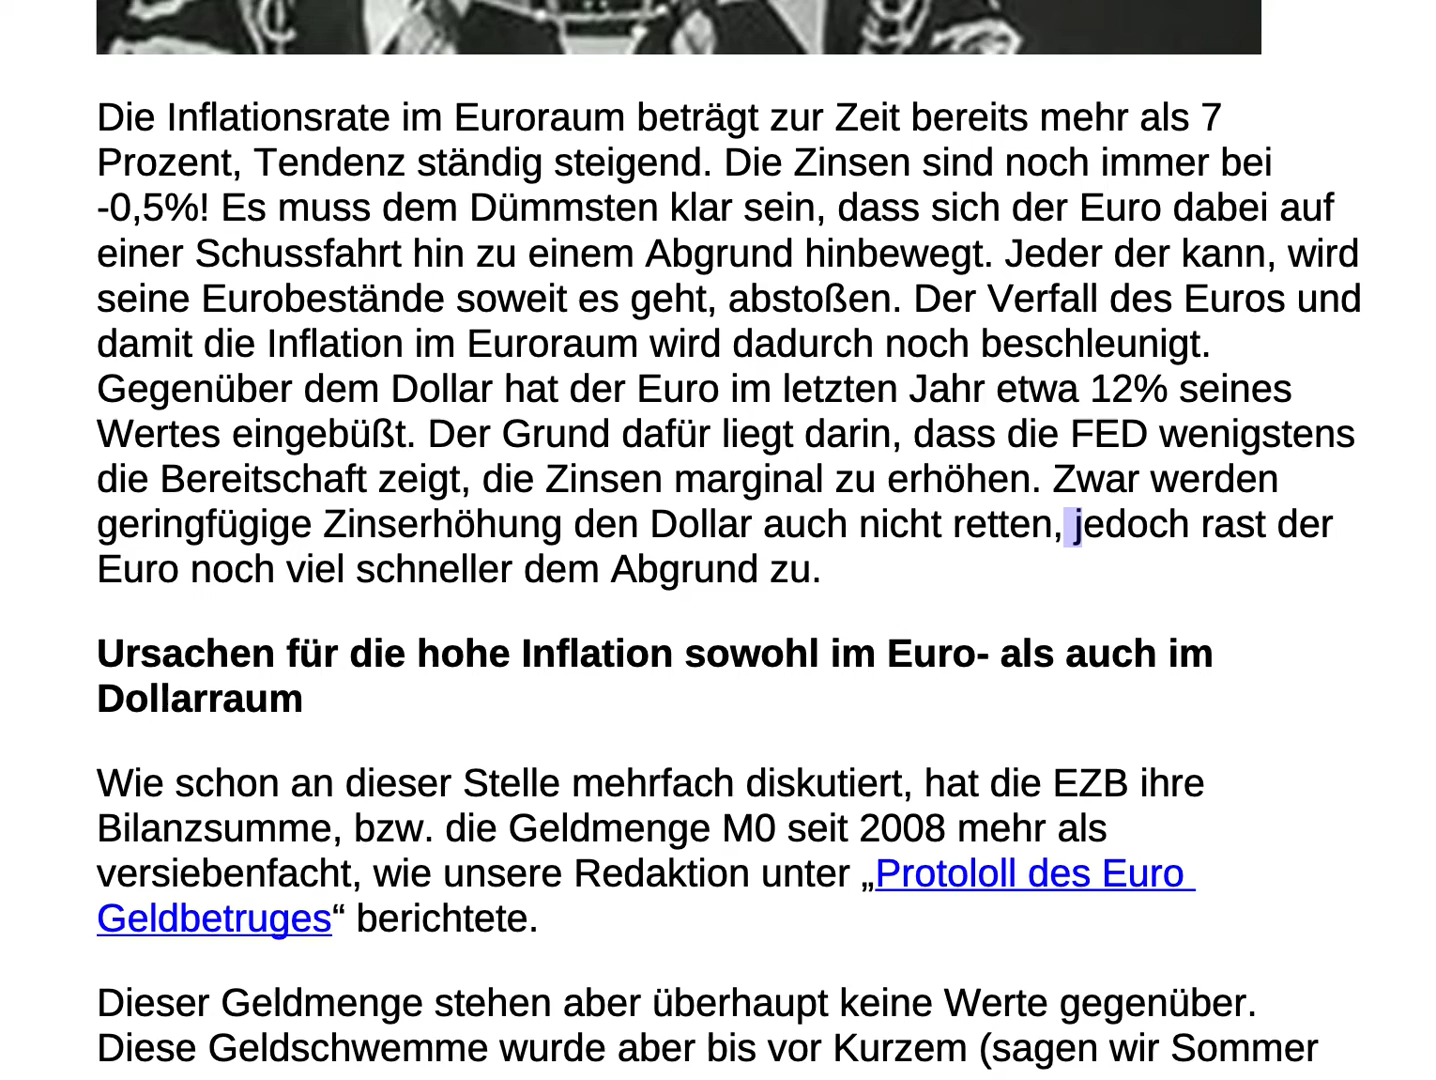 Die Inflationsrate im Euroraum beträgt zur Zeit bereits mehr als 7
Prozent, Tendenz ständig steigend. Die Zinsen sind noch immer bei
-0,5%! Es muss dem Dümmsten klar sein, dass sich der Euro dabei auf
einer Schussfahrt hin zu einem Abgrund hinbewegt. Jeder der kann, wird
seine Eurobestände soweit es geht, abstoßen. Der Verfall des Euros und
damit die Inflation im Euroraum wird dadurch noch beschleunigt.
Gegenüber dem Dollar hat der Euro im letzten Jahr etwa 12% seines
Wertes eingebüßt. Der Grund dafür liegt darin, dass die FED wenigstens
die Bereitschaft zeigt, die Zinsen marginal zu erhöhen. Zwar werden
geringfügige Zinserhöhung den Dollar auch nicht retten, jedoch rast der
Euro noch viel schneller dem Abgrund zu.
Ursachen für die hohe Inflation sowohl im Euro- als auch im
Dollarraum
Wie schon an dieser Stelle mehrfach diskutiert, hat die EZB ihre
Bilanzsumme, bzw. die Geldmenge M0 seit 2008 mehr als
versiebenfacht, wie unsere Redaktion unter „Protololl des Euro
Geldbetruges“ berichtete.
Dieser Geldmenge stehen aber überhaupt keine Werte gegenüber.
Diese Geldschwemme wurde aber bis vor Kurzem (sagen wir Sommer